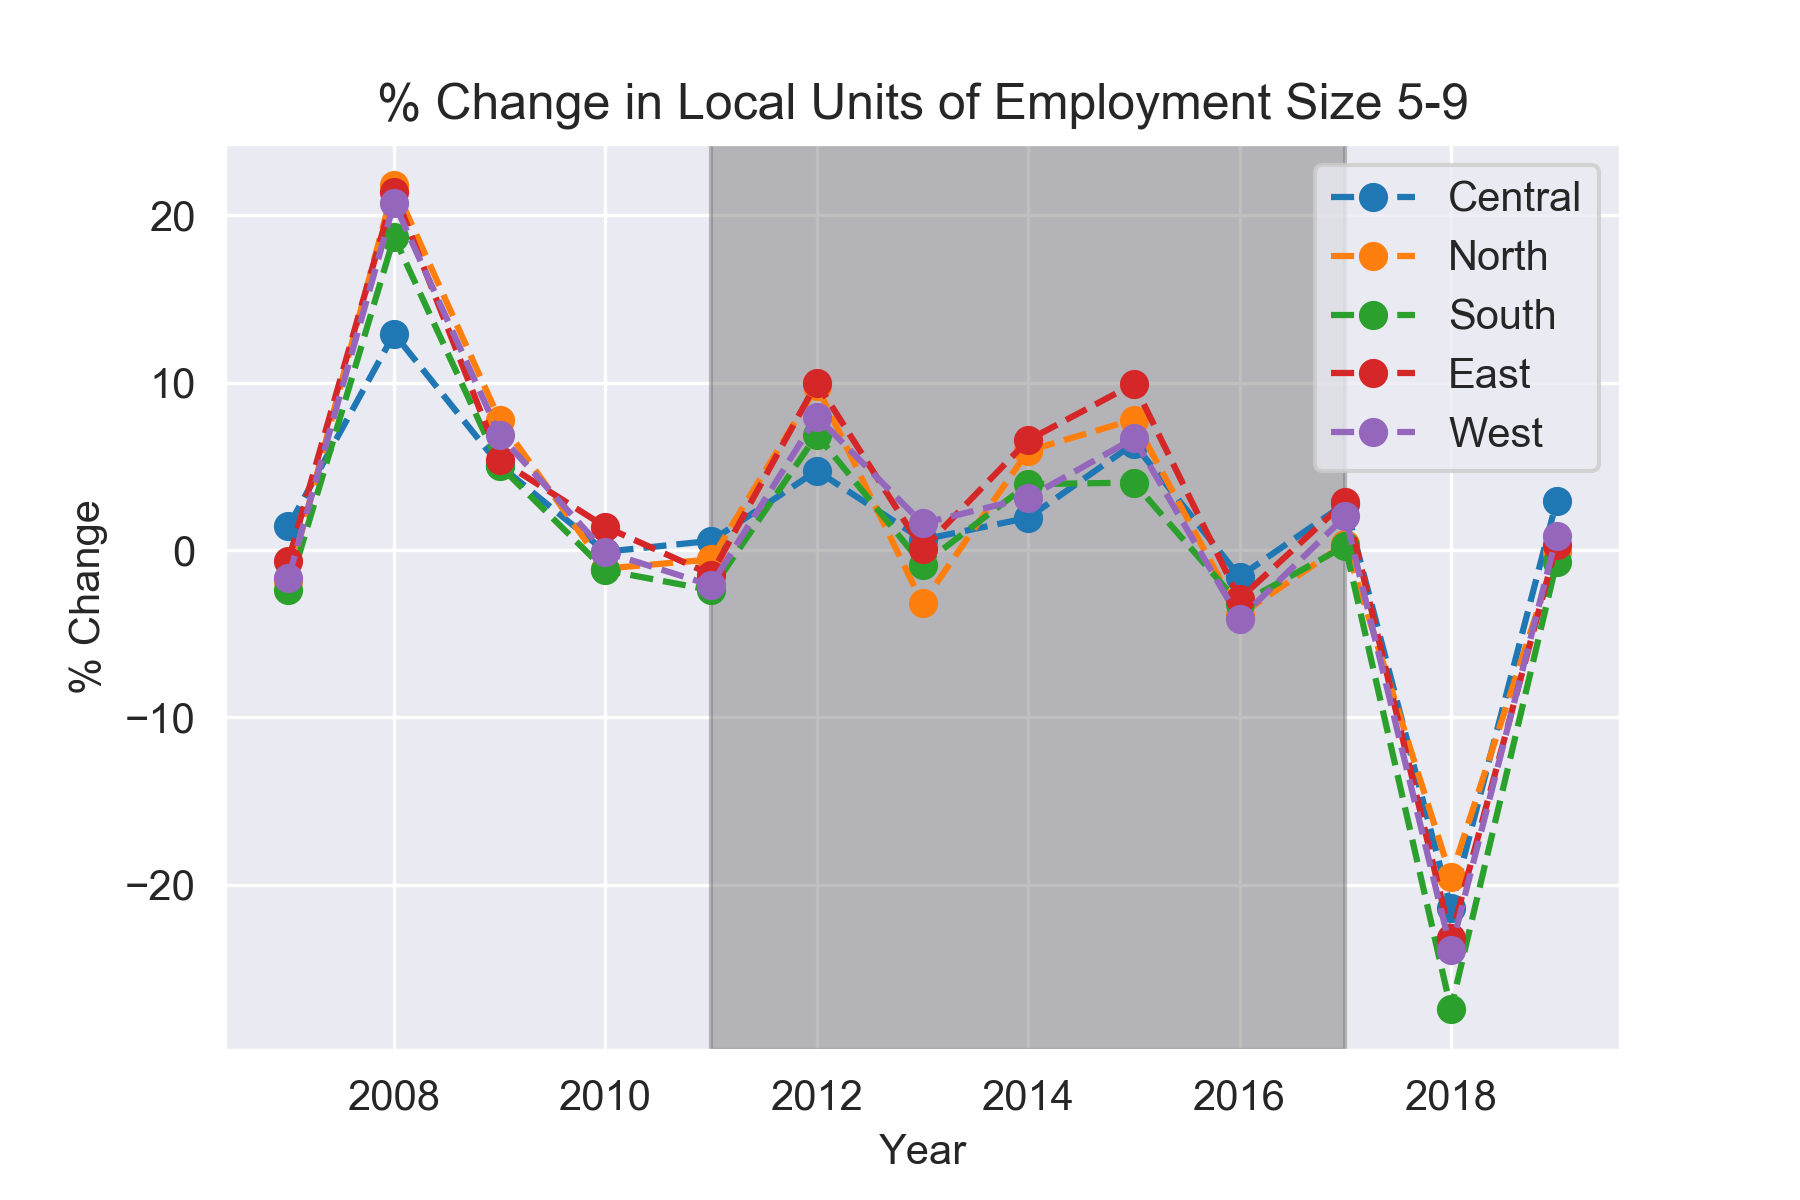 % Change in Local Units of Employment Size 5-9
Central
North
South
East
West
20
10
0
−10
−20
% Change
2008
2010
2012
2014
2016
2018
Year